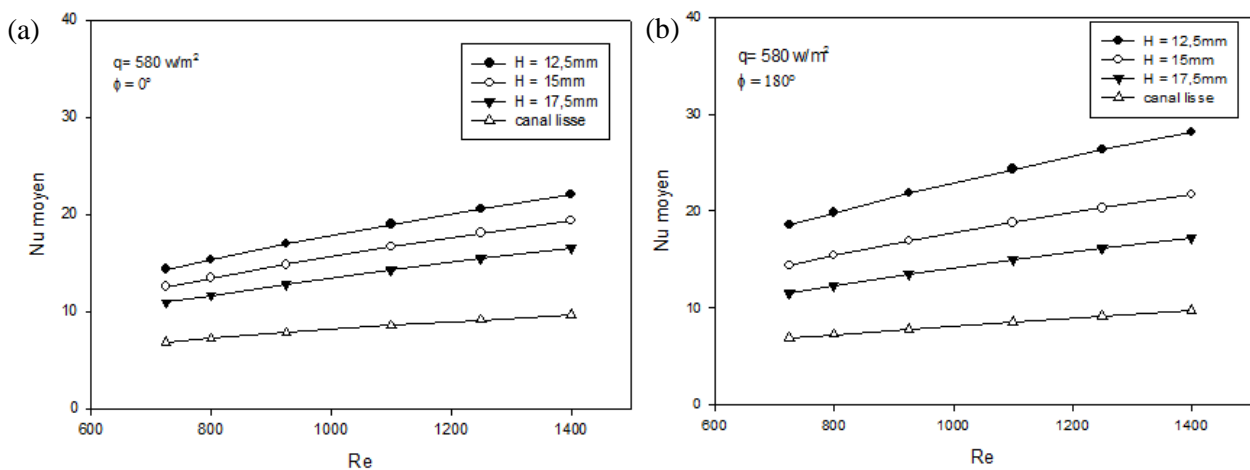 (a)
40
30
20
10
0
Nu moyen
q= 580 w/m²
ϕ = 0°
H = 12,5mm
H = 15mm
H = 17,5mm
canal lisse
600 800 1000 1200 1400
Re
(b)
40
30
20
10
0
Nu moyen
q= 580 w/m²
ϕ = 180°
H = 12,5mm
H = 15mm
H = 17,5mm
canal lisse
600 800 1000 1200 1400
Re